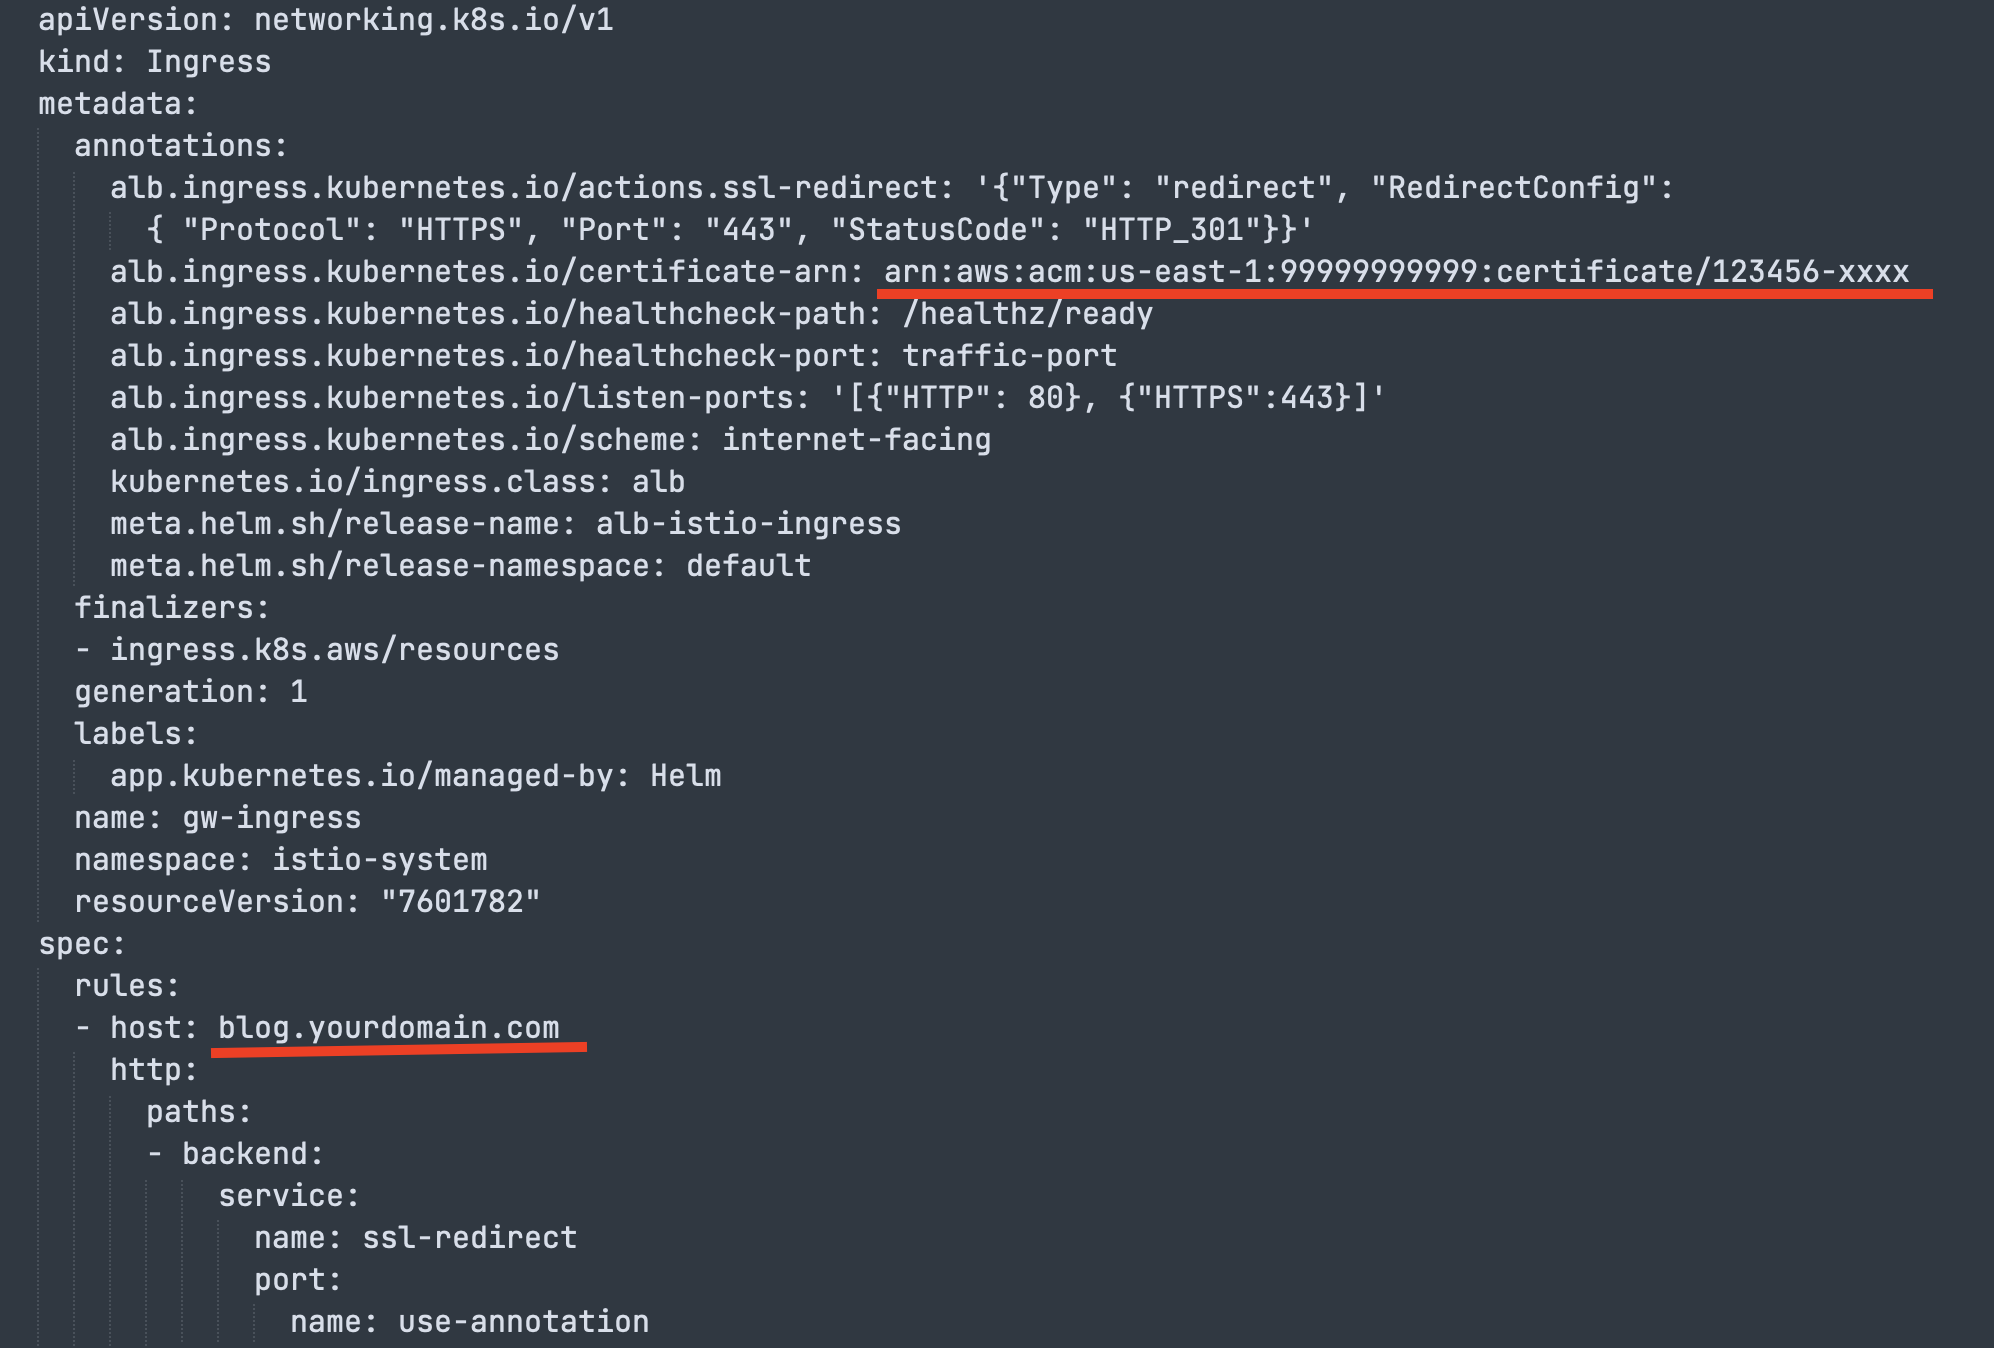 apiVersion: networking.k8s.io/v1
kind: Ingress
metadata:
  annotations:
    alb.ingress.kubernetes.io/actions.ssl-redirect: '{"Type": "redirect", "RedirectConfig":
      { "Protocol": "HTTPS", "Port": "443", "StatusCode": "HTTP_301"}}'
    alb.ingress.kubernetes.io/certificate-arn: arn:aws:acm:us-east-1:99999999999:certificate/123456-xxxx
    alb.ingress.kubernetes.io/healthcheck-path: /healthz/ready
    alb.ingress.kubernetes.io/healthcheck-port: traffic-port
    alb.ingress.kubernetes.io/listen-ports: '[{"HTTP": 80}, {"HTTPS":443}]'
    alb.ingress.kubernetes.io/scheme: internet-facing
    kubernetes.io/ingress.class: alb
    meta.helm.sh/release-name: alb-istio-ingress
    meta.helm.sh/release-namespace: default
  finalizers:
  - ingress.k8s.aws/resources
  generation: 1
  labels:
    app.kubernetes.io/managed-by: Helm
  name: gw-ingress
  namespace: istio-system
  resourceVersion: "7601782"
spec:
  rules:
  - host: blog.yourdomain.com
    http:
      paths:
      - backend:
          service:
            name: ssl-redirect
            port:
              name: use-annotation